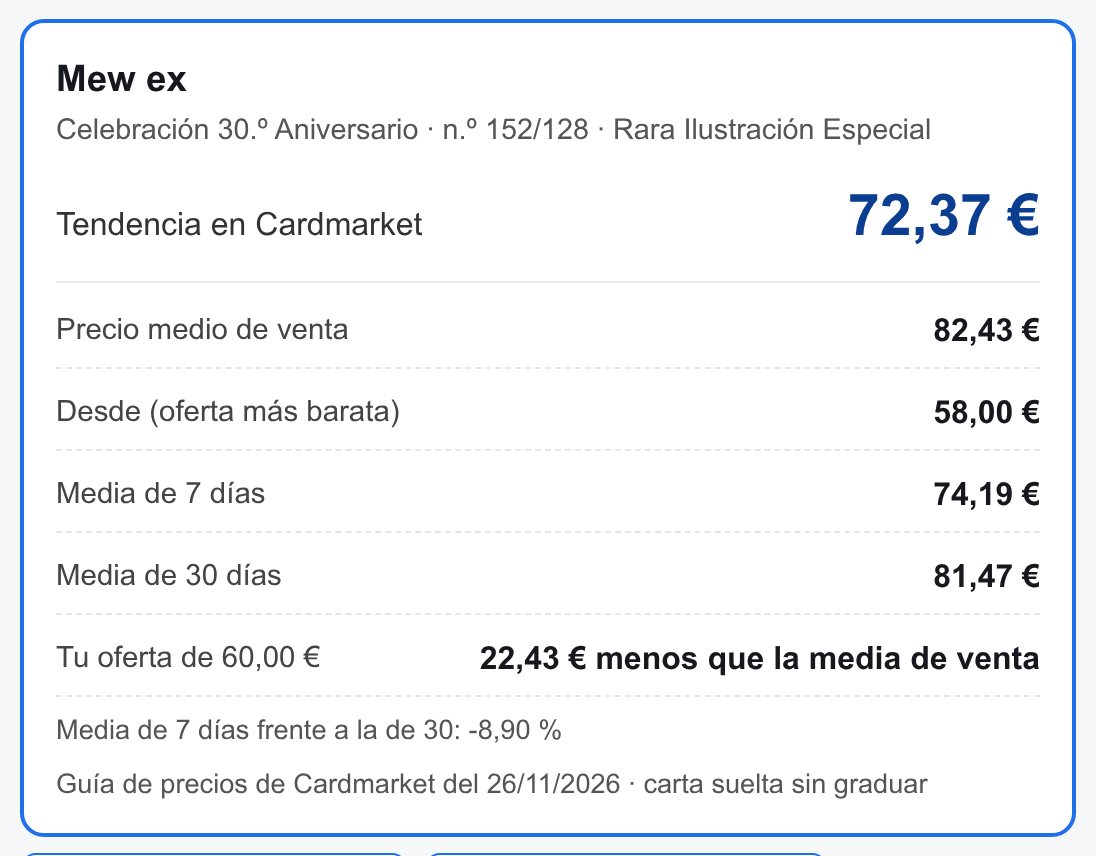 Mew ex
Celebración 30.º Aniversario · n.º 152/128 · Rara Ilustración Especial
Tendencia en Cardmarket 72,37 €
Precio medio de venta 82,43 €
Desde (oferta más barata) 58,00 €
Media de 7 días 74,19 €
Media de 30 días 81,47 €
Tu oferta de 60,00 € 22,43 € menos que la media de venta
Media de 7 días frente a la de 30: -8,90 %
Guía de precios de Cardmarket del 26/11/2026 · carta suelta sin graduar